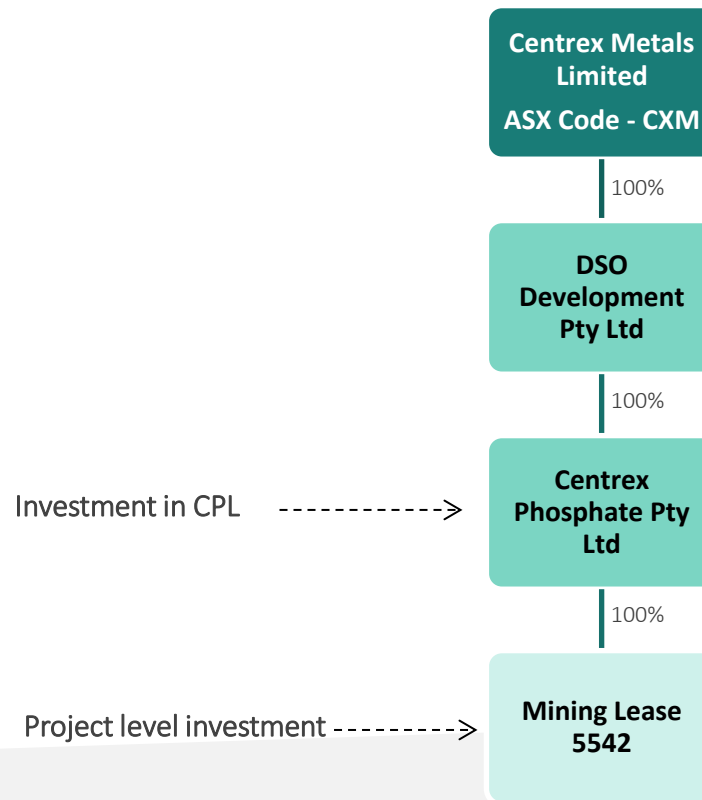 Centrex Metals
Limited
ASX Code - CXM
100%
DSO
Development
Pty Ltd
100%
Investment in CPL
Centrex
Phosphate Pty
Ltd
100%
Project level investment
Mining Lease
5542